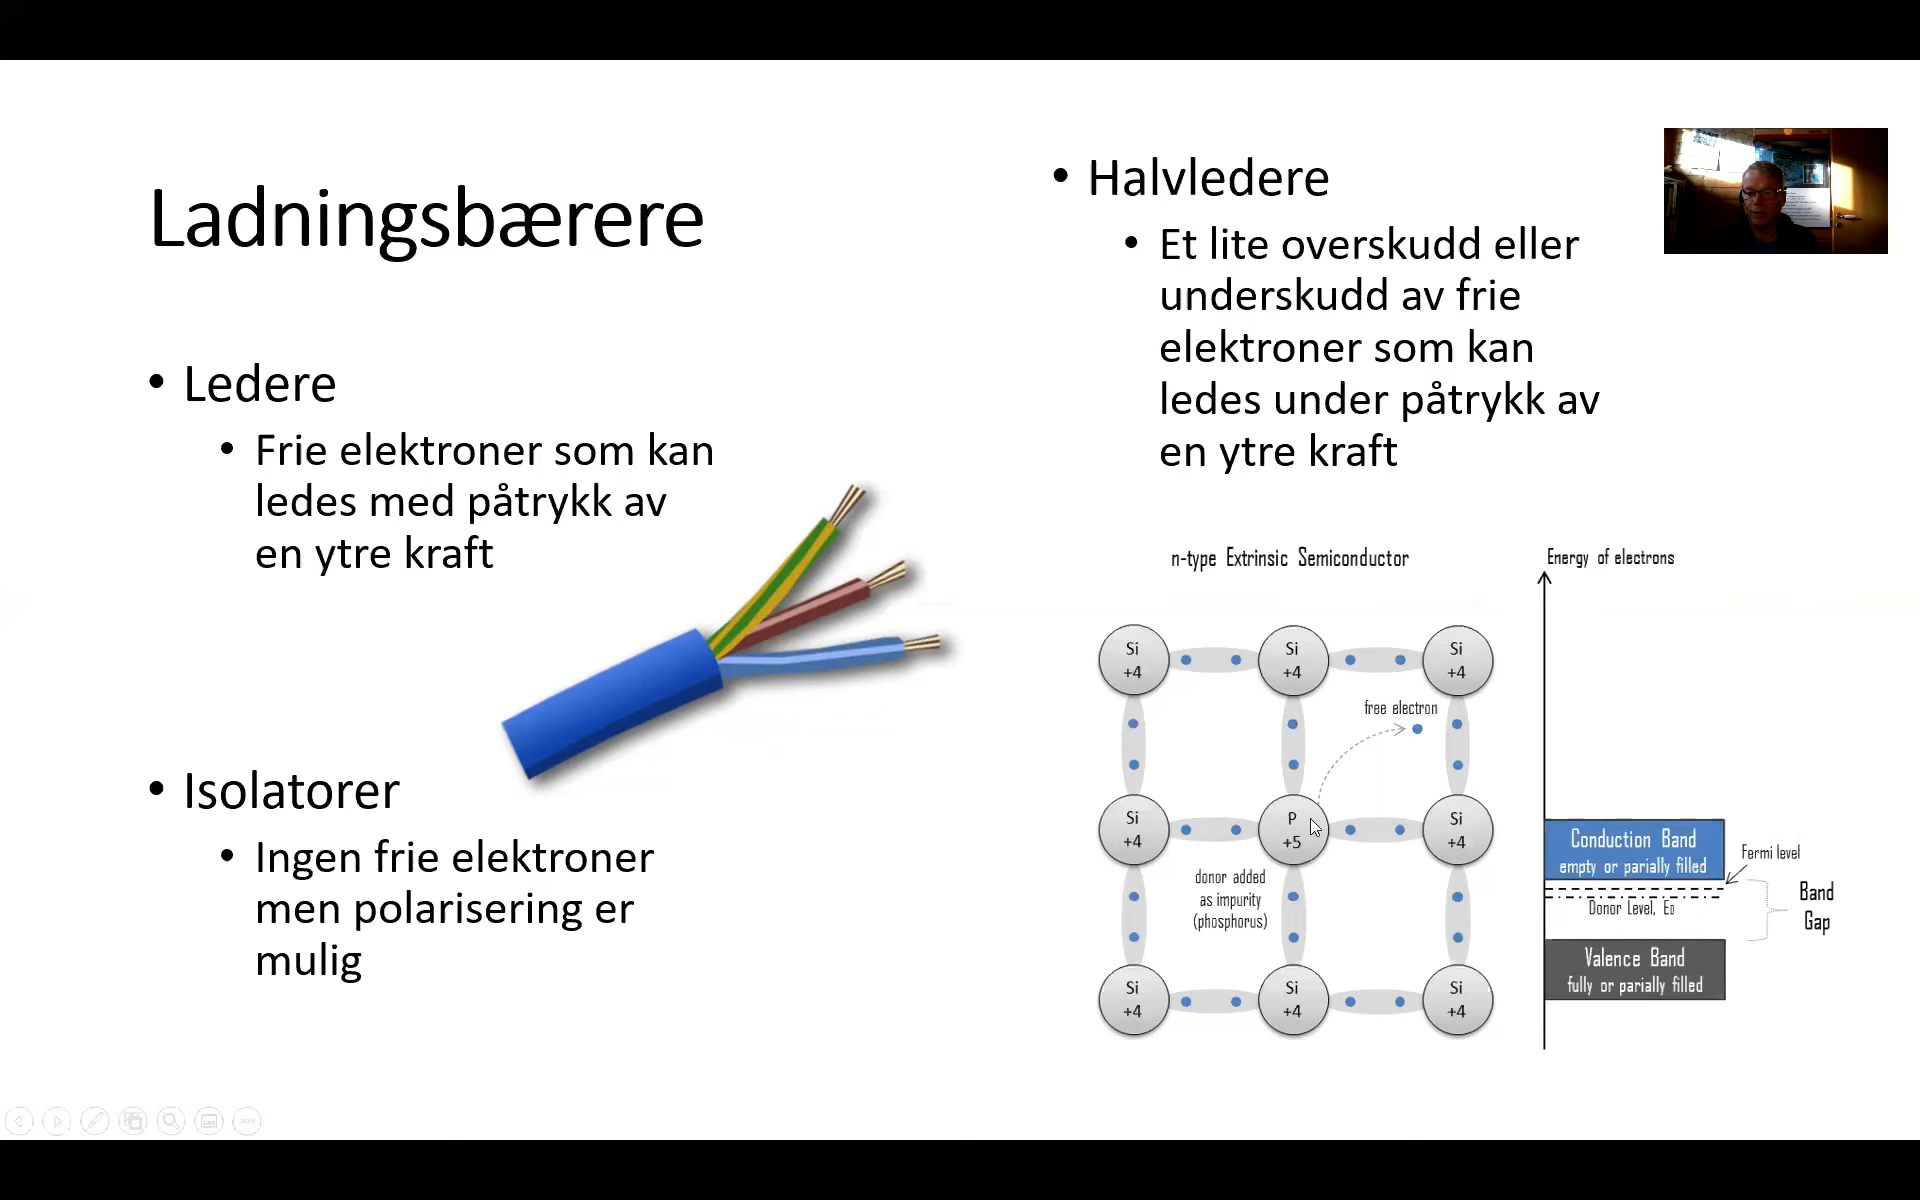 Ladningsbærere
• Ledere
• Frie elektroner som kan
ledes med påtrykk av
en ytre kraft
• Isolatorer
• Ingen frie elektroner
men polarisering er
mulig
• Halvledere
• Et lite overskudd eller
underskudd av frie
elektroner som kan
ledes under påtrykk av
en ytre kraft
n-type Extrinsic Semiconductor
Si
+4
Si
+4
Si
+4
free electron
Si
+4
P
+5
Si
+4
donor added
as impurity
(phosphorus)
Si
+4
Si
+4
Si
+4
Energy of electrons
Conduction Band
empty or parially filled
Fermi level
Donor Level, ED
Band
Gap
Valence Band
fully or parially filled